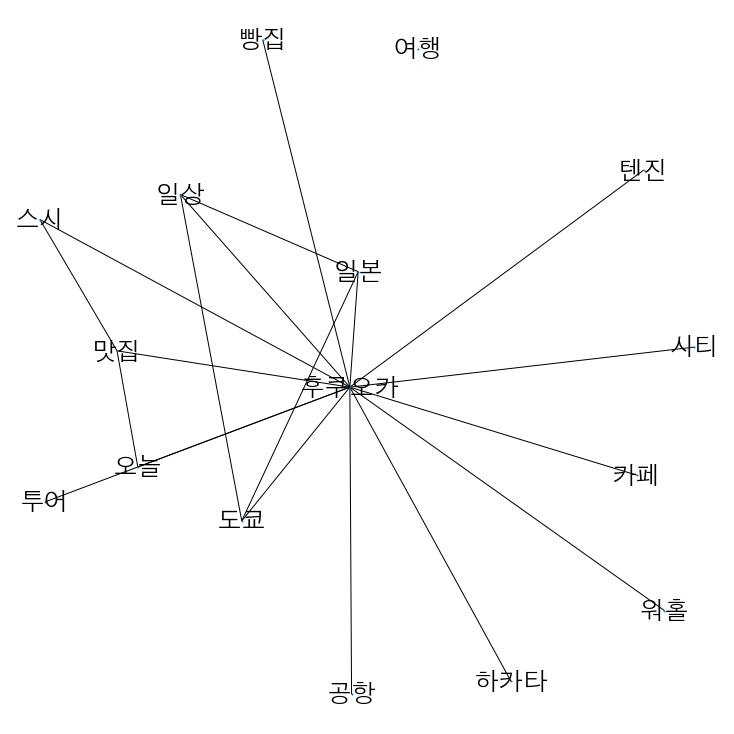 빵집
여행
텐진
일상
스시
일본
사티
맛집
후쿠오카
오늘
카페
투어
도쿄
워홀
하카타
공항